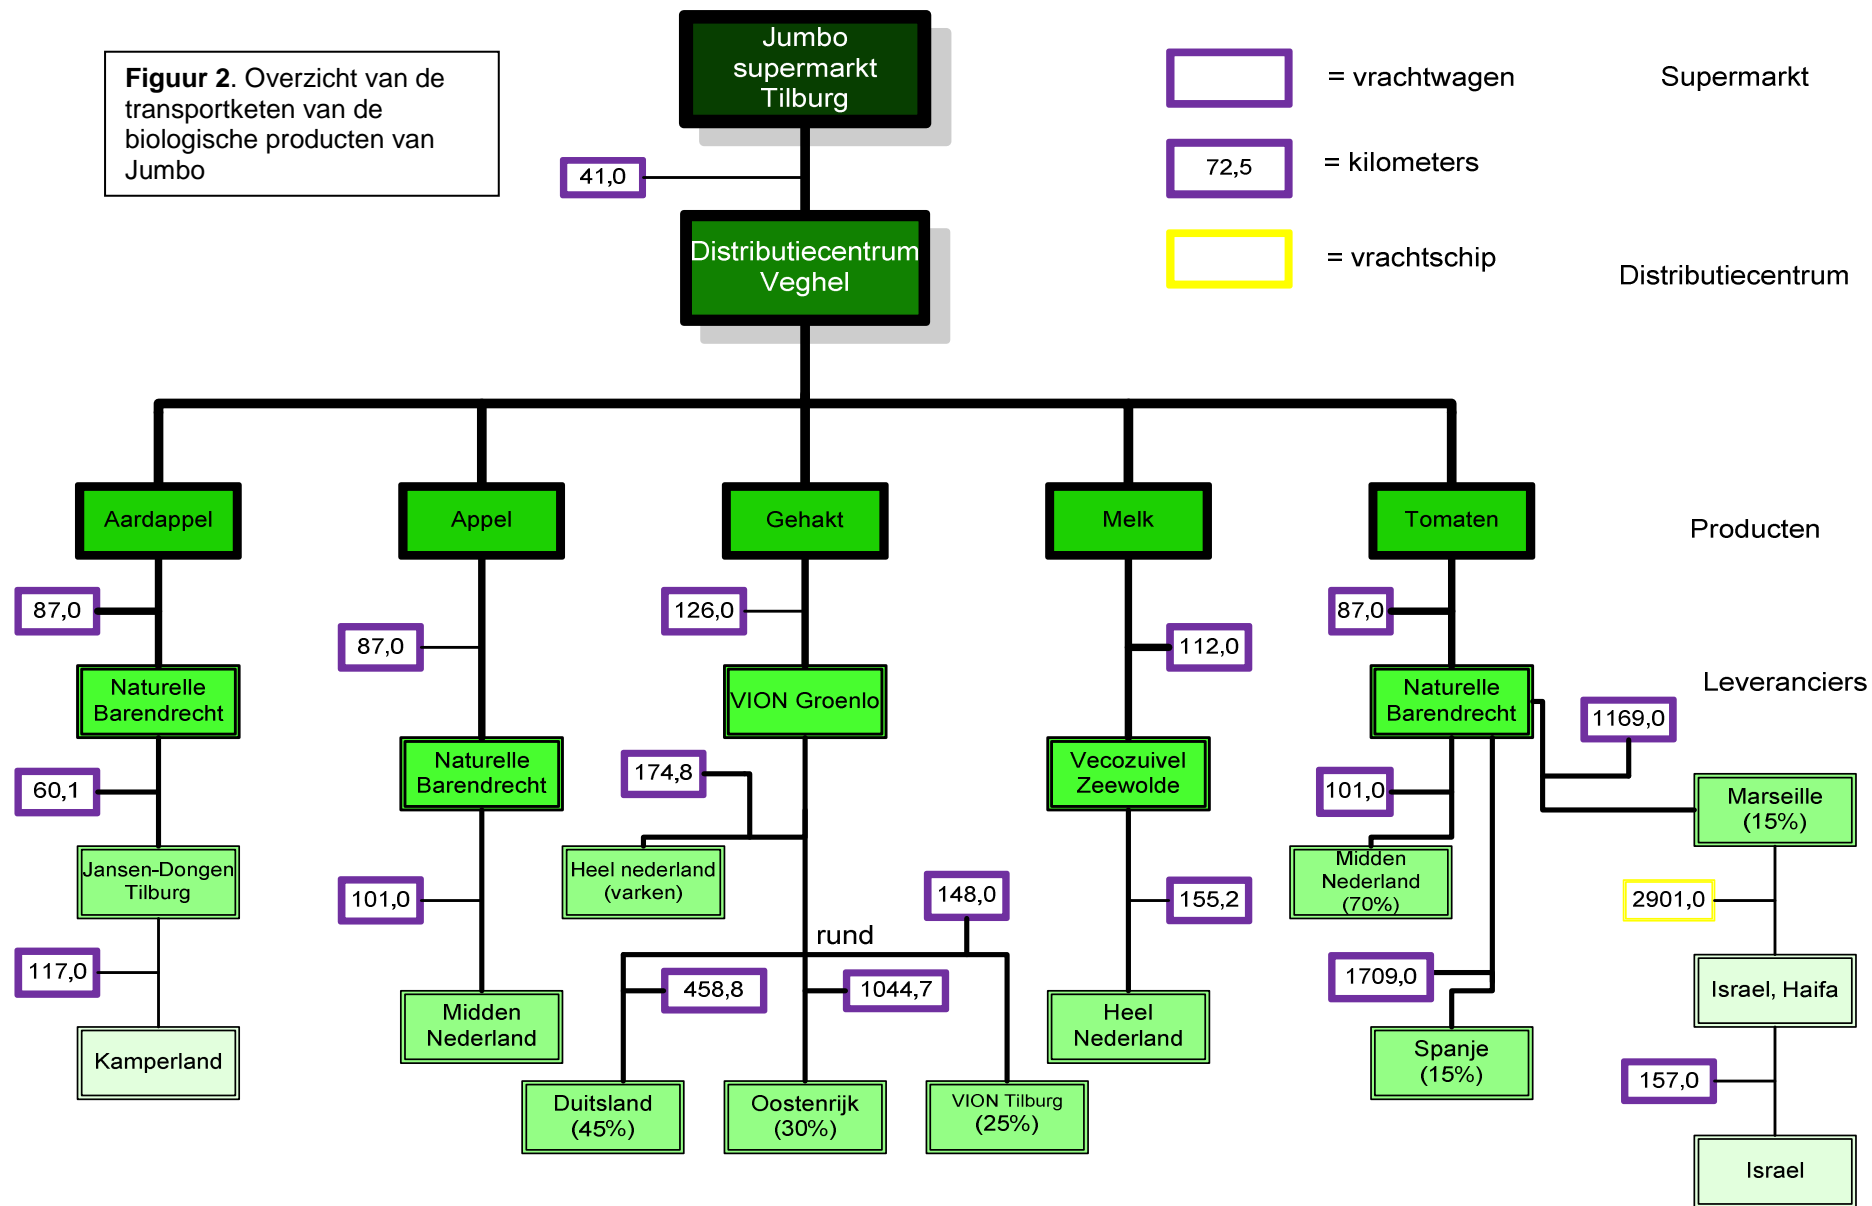 Figuur 2. Overzicht van de
transportketen van de
biologische producten van
Jumbo
Jumbo
supermarkt
Tilburg
= vrachtwagen
Supermarkt
72,5
= kilometers
= vrachtschip
Distributiecentrum
41,0
Distributiecentrum
Veghel
Aardappel
Appel
Gehakt
Melk
Tomaten
Producten
87,0
87,0
126,0
112,0
87,0
Naturelle
Barendrecht
Naturelle
Barendrecht
VION Groenlo
Vecozuivel
Zeewolde
Naturelle
Barendrecht
Leveranciers
1169,0
60,1
174,8
101,0
Marseille
(15%)
Jansen-Dongen
Tilburg
101,0
Heel nederland
(varken)
148,0
155,2
Midden
Nederland
(70%)
2901,0
rund
117,0
458,8
1044,7
1709,0
Israel, Haifa
Kamperland
Midden
Nederland
Heel
Nederland
Spanje
(15%)
157,0
Duitsland
(45%)
Oostenrijk
(30%)
VION Tilburg
(25%)
Israel